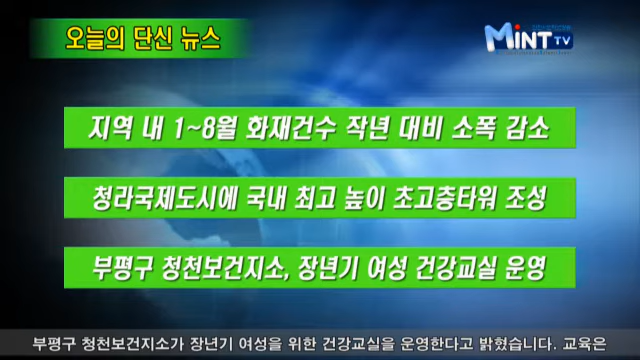 오늘의 단신 뉴스
MiNT TV
지역 내 1~8월 화재건수 작년 대비 소폭 감소
청라국제도시에 국내 최고 높이 초고층타워 조성
부평구 청천보건지소, 장년기 여성 건강교실 운영
부평구 청천보건지소가 장년기 여성을 위한 건강교실을 운영한다고 밝혔습니다. 교육은